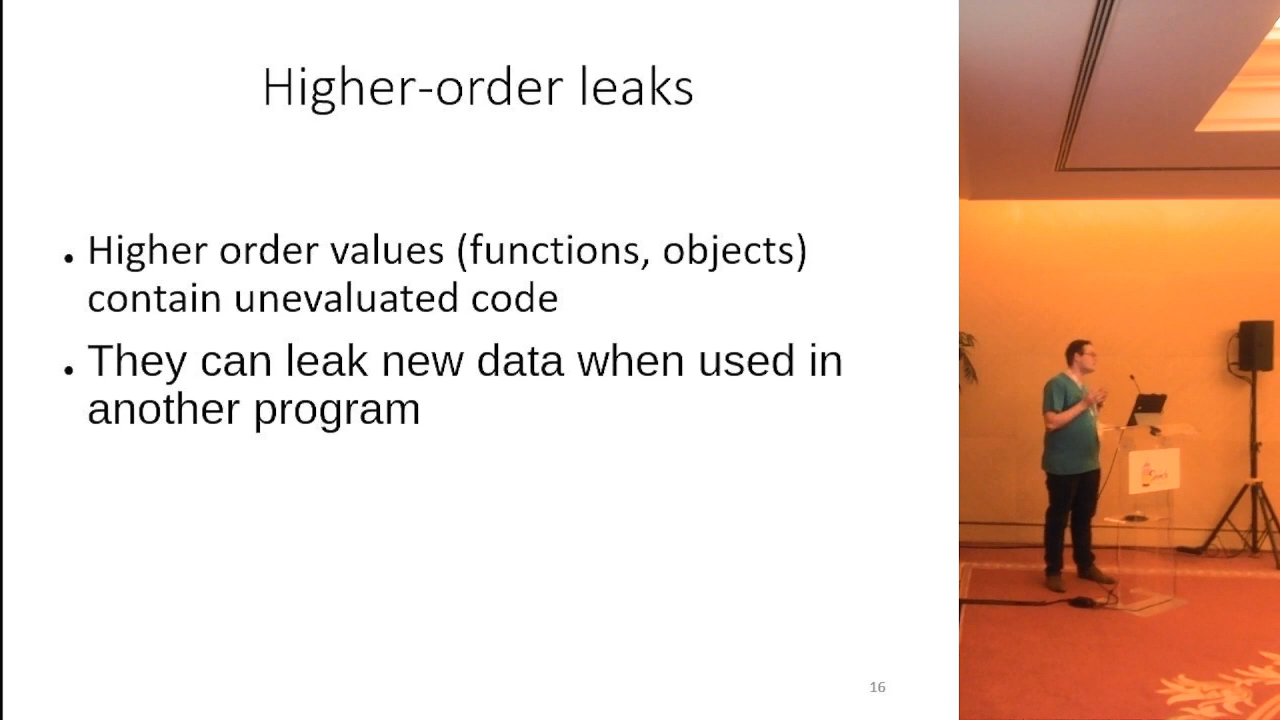 Higher-order leaks
• Higher order values (functions, objects)
contain unevaluated code
• They can leak new data when used in
another program
16